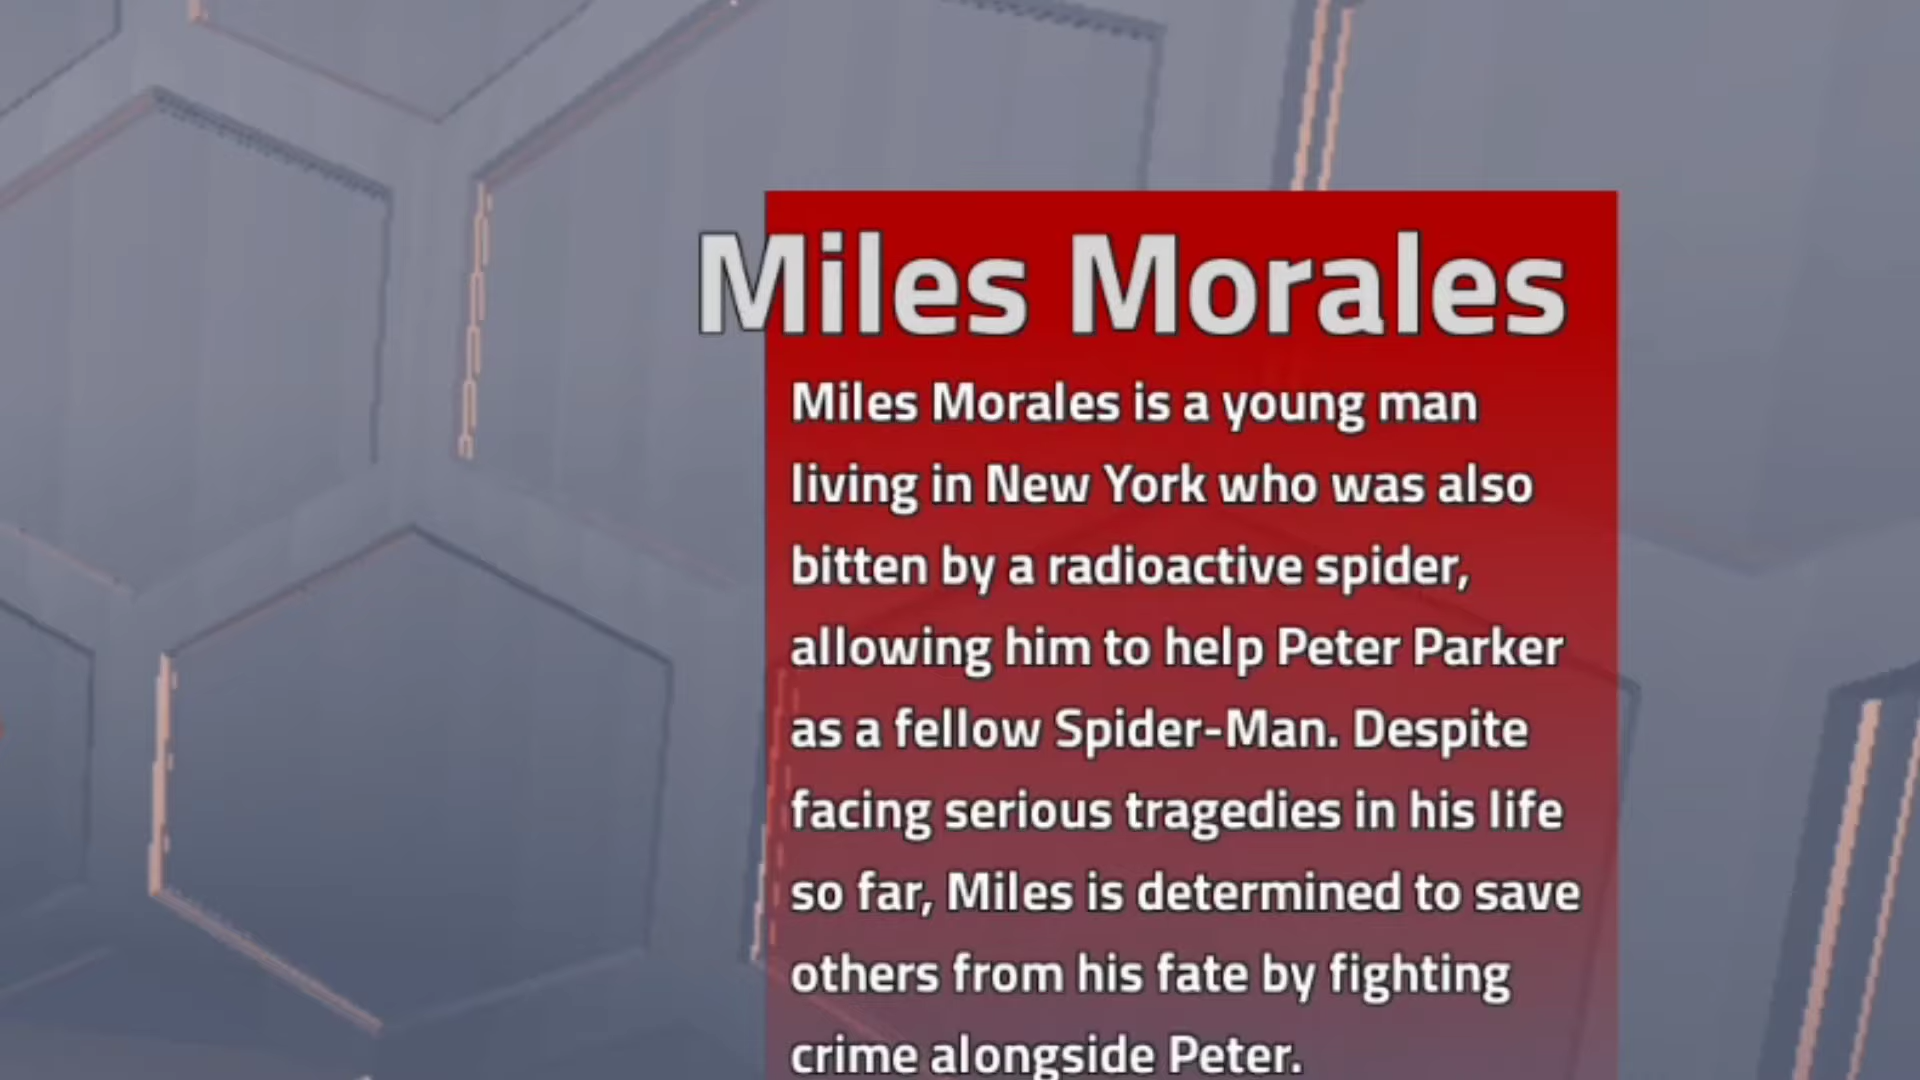 Miles Morales
Miles Morales is a young man
living in New York who was also
bitten by a radioactive spider,
allowing him to help Peter Parker
as a fellow Spider-Man. Despite
facing serious tragedies in his life
so far, Miles is determined to save
others from his fate by fighting
crime alongside Peter.